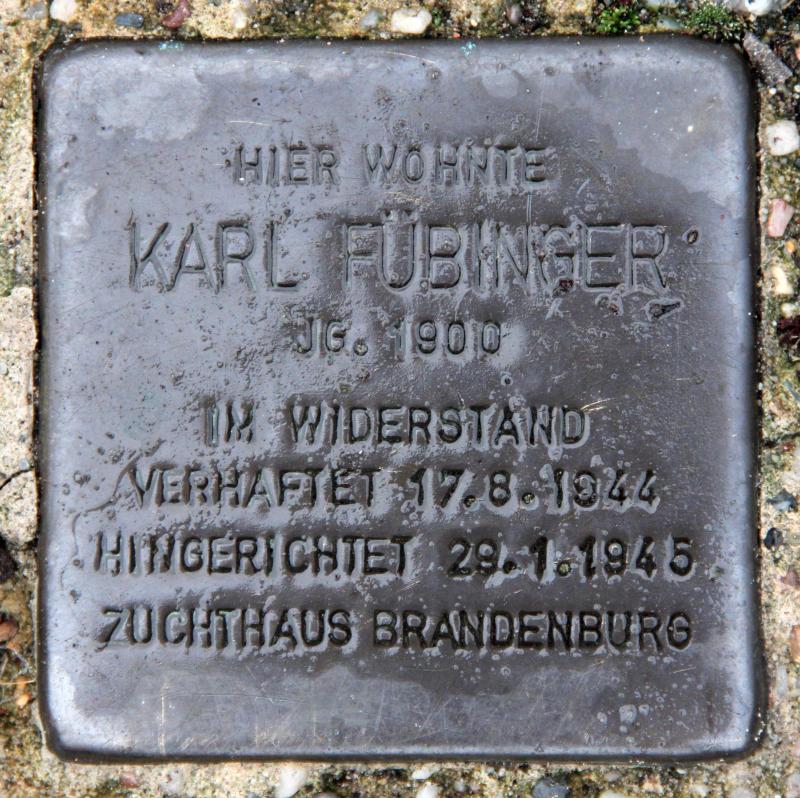 HIER WOHNTE
KARL FÜBINGER
JG. 1900
IM WIDERSTAND
VERHAFTET 17.8.1944
HINGERICHTET 29.1.1945
ZUCHTHAUS BRANDENBURG